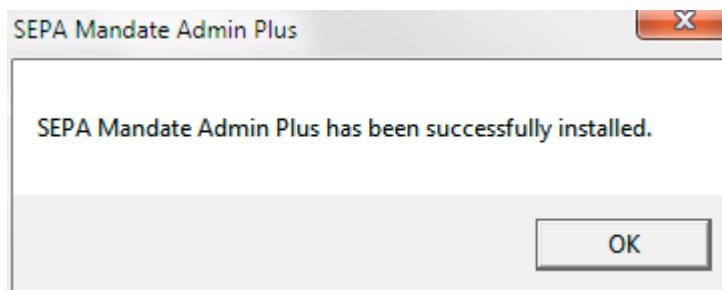 SEPA Mandate Admin Plus
SEPA Mandate Admin Plus has been successfully installed.
OK